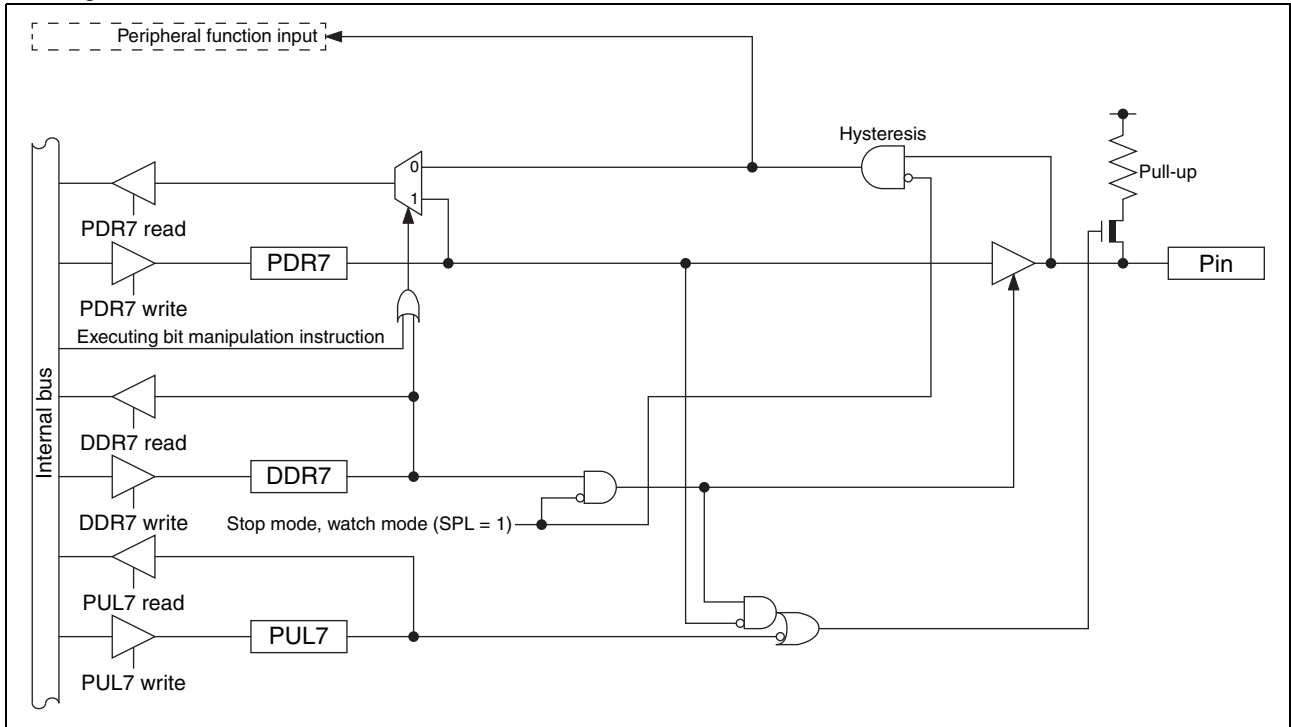 Peripheral function input
Hysteresis
0
Pull-up
1
PDR7 read
PDR7
Pin
PDR7 write
Executing bit manipulation instruction
Internal bus
DDR7 read
DDR7
DDR7 write
Stop mode, watch mode (SPL = 1)
PUL7 read
PUL7
PUL7 write